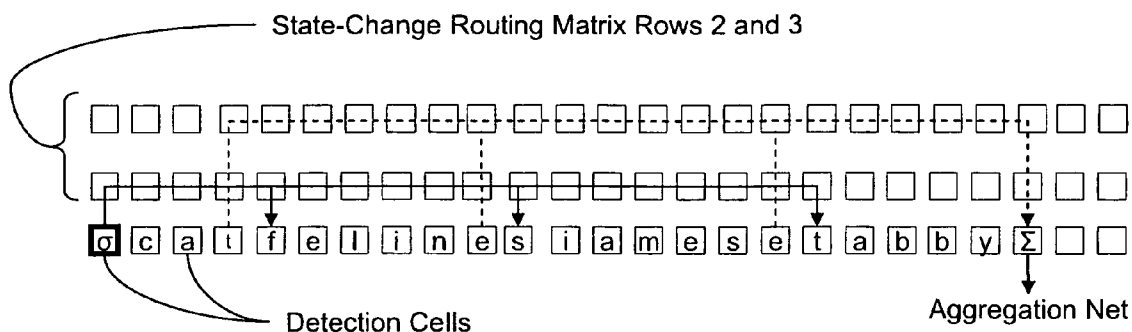 State-Change Routing Matrix Rows 2 and 3
σ c a t f e l i n e s i a m e s e t a b b y Σ
Aggregation Net
Detection Cells